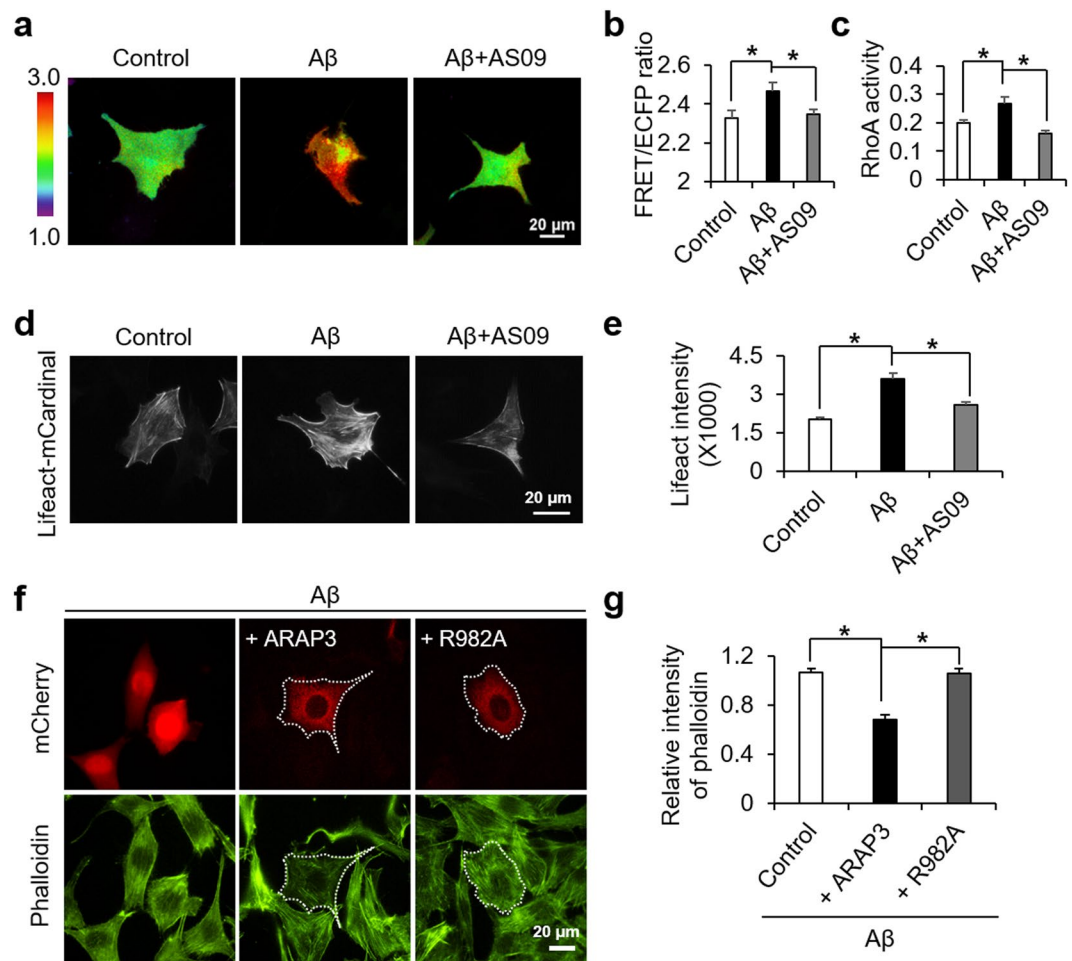 a
Control
Aβ
Aβ+AS09
3.0
1.0
20 µm
b
FRET/ECFP ratio
2.6
2.4
2.2
2
*
*
Control
Aβ
Aβ+AS09
c
RhoA activity
0.4
0.3
0.2
0.1
0
*
*
Control
Aβ
Aβ+AS09
d
Control
Aβ
Aβ+AS09
Lifeact-mCardinal
20 µm
e
Lifeact intensity
(X1000)
4.5
3
1.5
0
*
*
Control
Aβ
Aβ+AS09
f
Aβ
mCherry
+ ARAP3
+ R982A
Phalloidin
20 µm
g
Relative intensity
of phalloidin
1.2
0.8
0.4
0
*
*
Control
+ ARAP3
+ R982A
Aβ